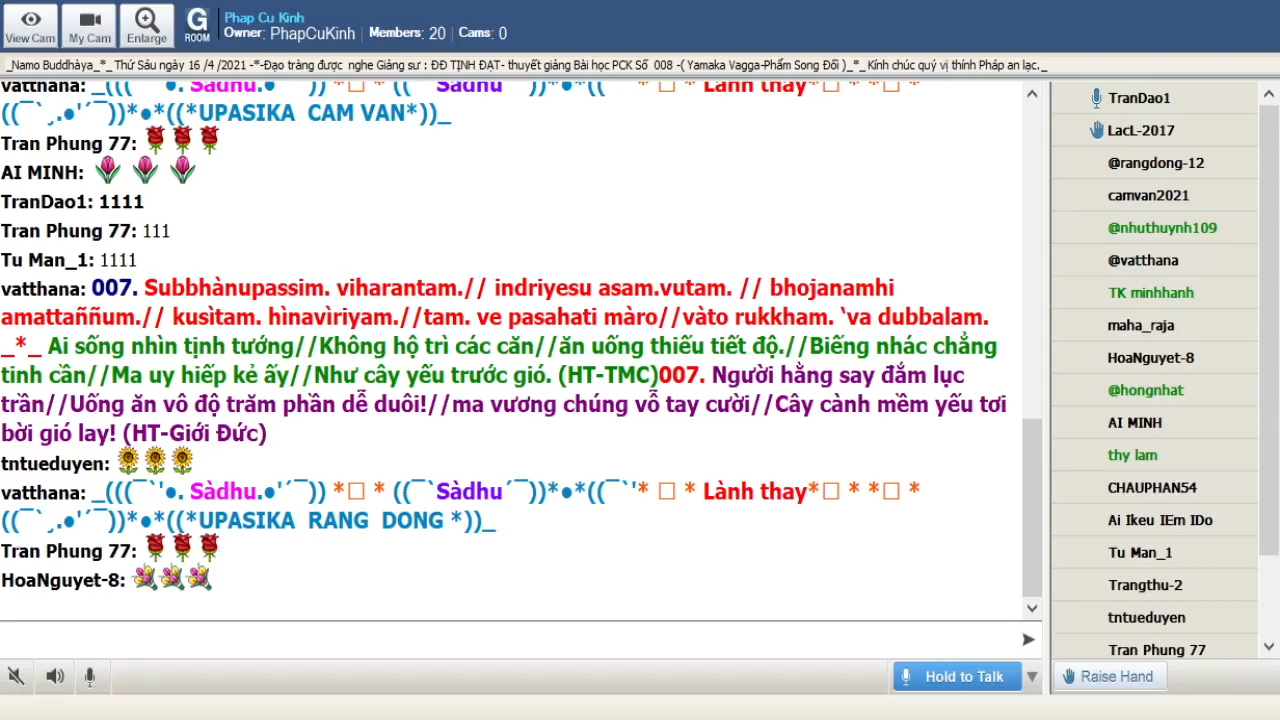 View Cam
My Cam
Enlarge
G
ROOM
Phap Cu Kinh
Owner: PhapCuKinh | Members: 20 | Cams: 0
_Namo Buddhàya_*_ Thứ Sáu ngày 16 /4 /2021 -*-Đạo tràng được nghe Giảng sư : ĐĐ TỊNH ĐẠT- thuyết giảng Bài học PCK Số 008 -( Yamaka Vagga-Phẩm Song Đối )_*_ Kính chúc quý vị thính Pháp an lạc._
vatthana: _(((¯`'●. Sàdhu.●'´¯)) *□ * ((¯`Sàdhu´¯))*●*((¯`'* □ * Lành thay*□ * *□ *
((¯`¸.●'´¯))*●*((*UPASIKA CAM VAN*))_
Tran Phung 77:
AI MINH:
TranDao1: 1111
Tran Phung 77: 111
Tu Man_1: 1111
vatthana: 007. Subbhànupassim. viharantam.// indriyesu asam.vutam. // bhojanamhi
amattaññum.// kusìtam. hìnavìriyam.//tam. ve pasahati màro//vàto rukkham. ‘va dubbalam.
_*_ Ai sống nhìn tịnh tướng//Không hộ trì các căn//ăn uống thiếu tiết độ.//Biếng nhác chẳng
tinh cần//Ma uy hiếp kẻ ấy//Như cây yếu trước gió. (HT-TMC)007. Người hằng say đắm lục
trần//Uống ăn vô độ trăm phần dễ duôi!//ma vương chúng vỗ tay cười//Cây cành mềm yếu tơi
bời gió lay! (HT-Giới Đức)
tntueduyen:
vatthana: _(((¯`'●. Sàdhu.●'´¯)) *□ * ((¯`Sàdhu´¯))*●*((¯`'* □ * Lành thay*□ * *□ *
((¯`¸.●'´¯))*●*((*UPASIKA RANG DONG *))_
Tran Phung 77:
HoaNguyet-8:
Hold to Talk
TranDao1
LacL-2017
@rangdong-12
camvan2021
@nhuthuynh109
@vatthana
TK minhhanh
maha_raja
HoaNguyet-8
@hongnhat
AI MINH
thy lam
CHAUPHAN54
Ai Ikeu IEm IDo
Tu Man_1
Trangthu-2
tntueduyen
Tran Phung 77
Raise Hand